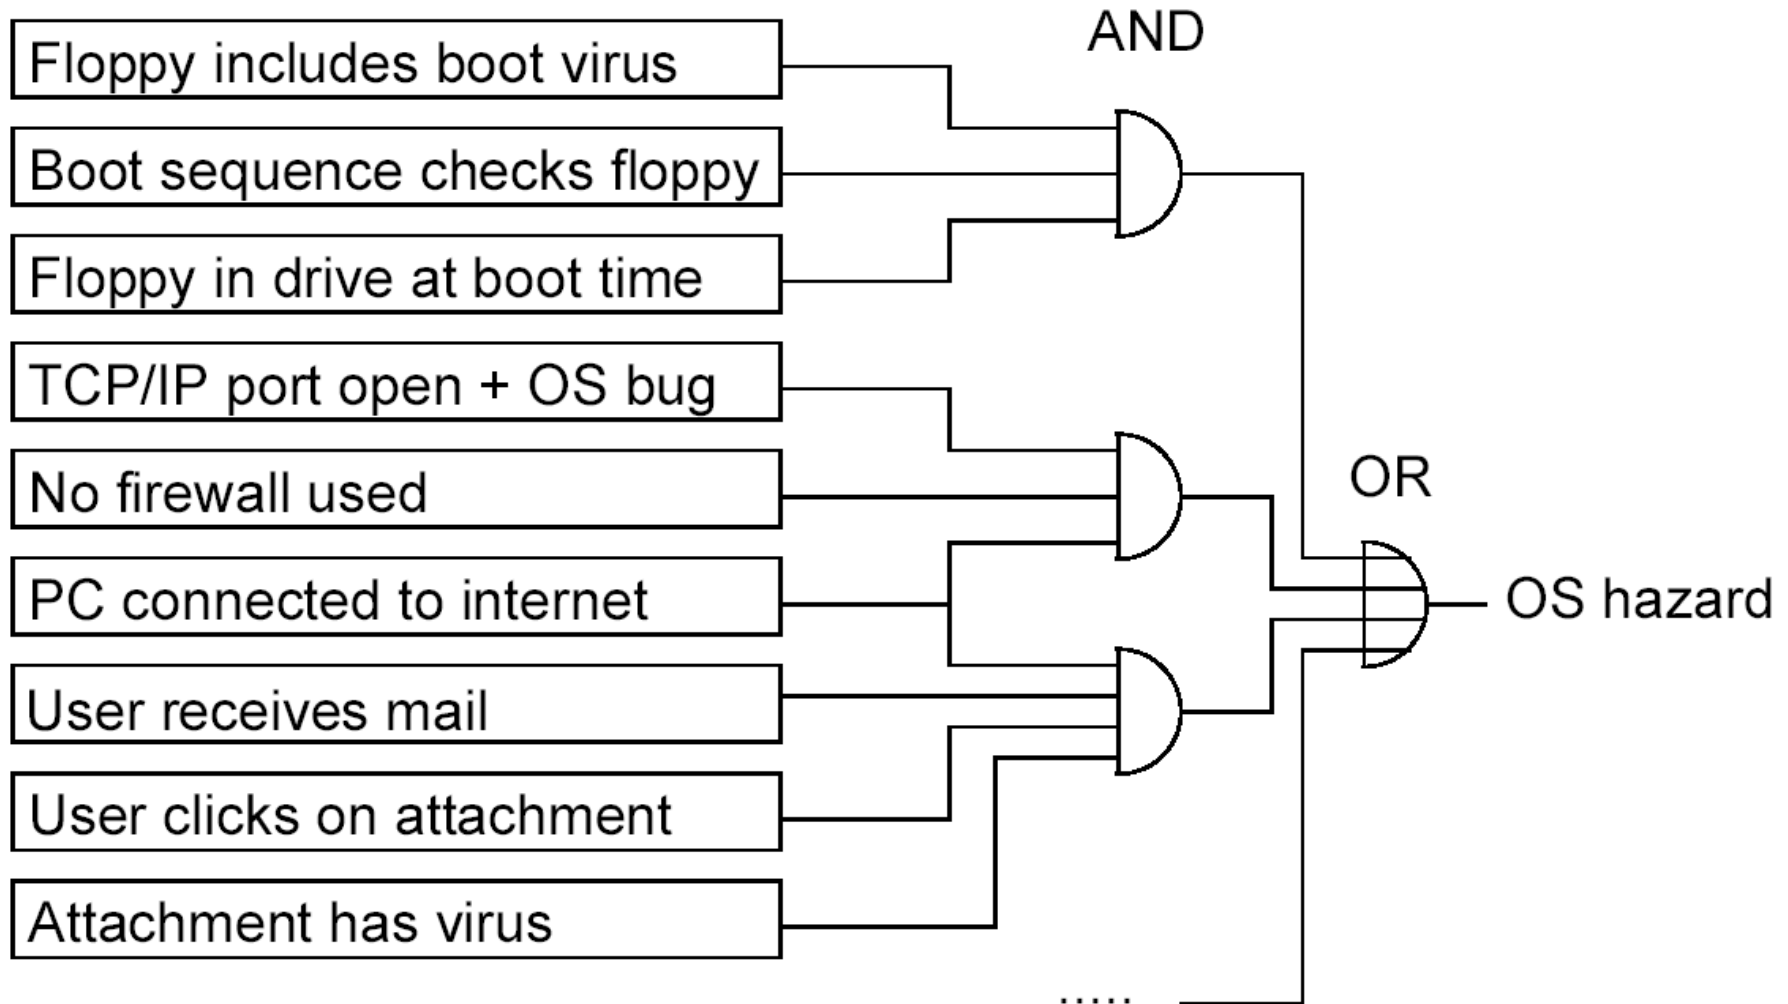 AND
Floppy includes boot virus
Boot sequence checks floppy
Floppy in drive at boot time
TCP/IP port open + OS bug
No firewall used
OR
PC connected to internet
OS hazard
User receives mail
User clicks on attachment
Attachment has virus
.....